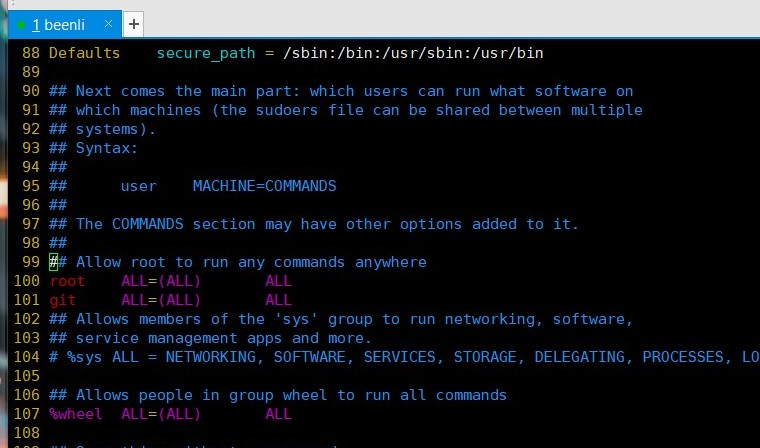 1 beenli × +
88 Defaults    secure_path = /sbin:/bin:/usr/sbin:/usr/bin
89
90 ## Next comes the main part: which users can run what software on
91 ## which machines (the sudoers file can be shared between multiple
92 ## systems).
93 ## Syntax:
94 ##
95 ##      user    MACHINE=COMMANDS
96 ##
97 ## The COMMANDS section may have other options added to it.
98 ##
99 ## Allow root to run any commands anywhere
100 root    ALL=(ALL)       ALL
101 git     ALL=(ALL)       ALL
102 ## Allows members of the 'sys' group to run networking, software,
103 ## service management apps and more.
104 # %sys ALL = NETWORKING, SOFTWARE, SERVICES, STORAGE, DELEGATING, PROCESSES, LO
105
106 ## Allows people in group wheel to run all commands
107 %wheel  ALL=(ALL)       ALL
108